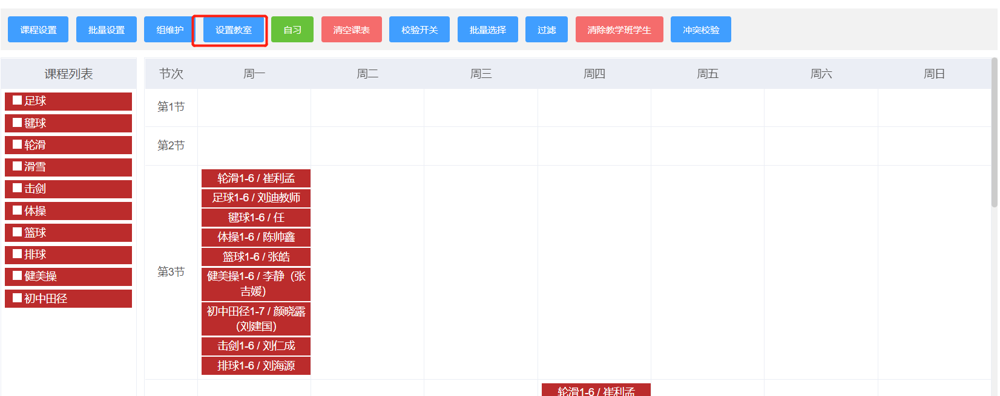 课程设置 批量设置 组维护 设置教室 自习 清空课表 校验开关 批量选择 过滤 清除教学班学生 冲突校验
课程列表
足球
毽球
轮滑
滑雪
击剑
体操
篮球
排球
健美操
初中田径
节次 周一 周二 周三 周四 周五 周六 周日
第1节
第2节
第3节
轮滑1-6 / 崔利孟
足球1-6 / 刘迪教师
毽球1-6 / 任
体操1-6 / 陈帅鑫
篮球1-6 / 张皓
健美操1-6 / 李静（张
吉媛）
初中田径1-7 / 颜晓露
（刘建国）
击剑1-6 / 刘仁成
排球1-6 / 刘海源
轮滑1-6 / 崔利孟